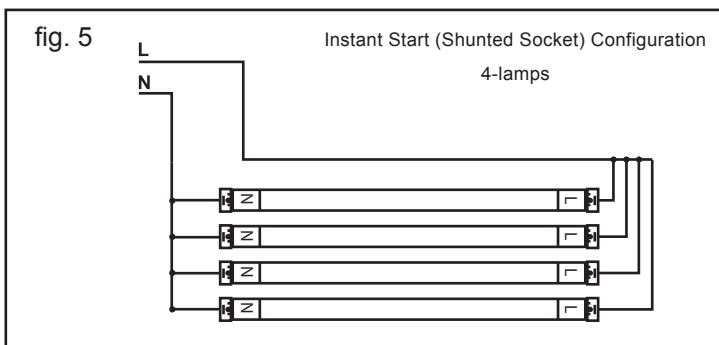 fig. 5
Instant Start (Shunted Socket) Configuration
4-lamps
L
N
N L
N L
N L
N L